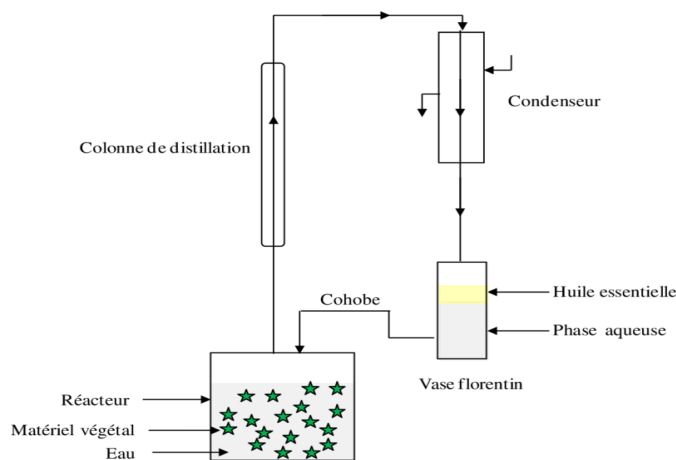 Condenseur
Colonne de distillation
Huile essentielle
Cohobe
Phase aqueuse
Vase florentin
Réacteur
Matériel végétal
Eau